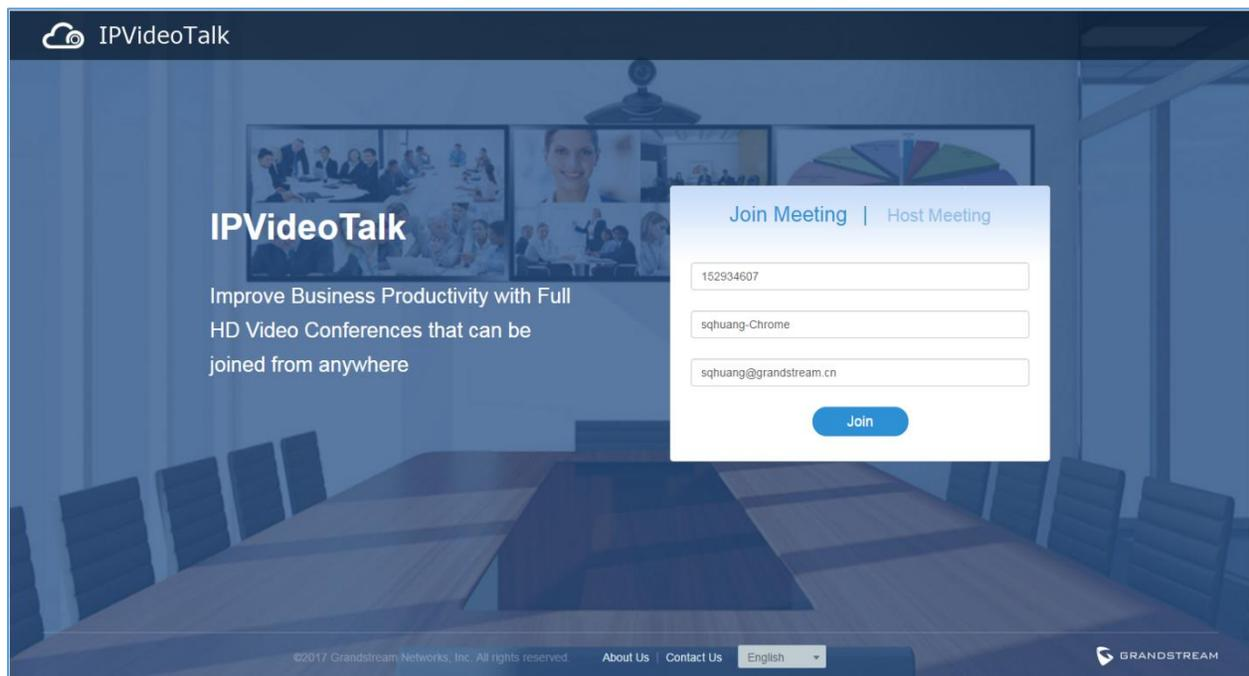 IPVideoTalk
IPVideoTalk
Improve Business Productivity with Full
HD Video Conferences that can be
joined from anywhere
Join Meeting | Host Meeting
152934607
sqhuang-Chrome
sqhuang@grandstream.cn
Join
©2017 Grandstream Networks, Inc. All rights reserved. About Us | Contact Us English
GRANDSTREAM